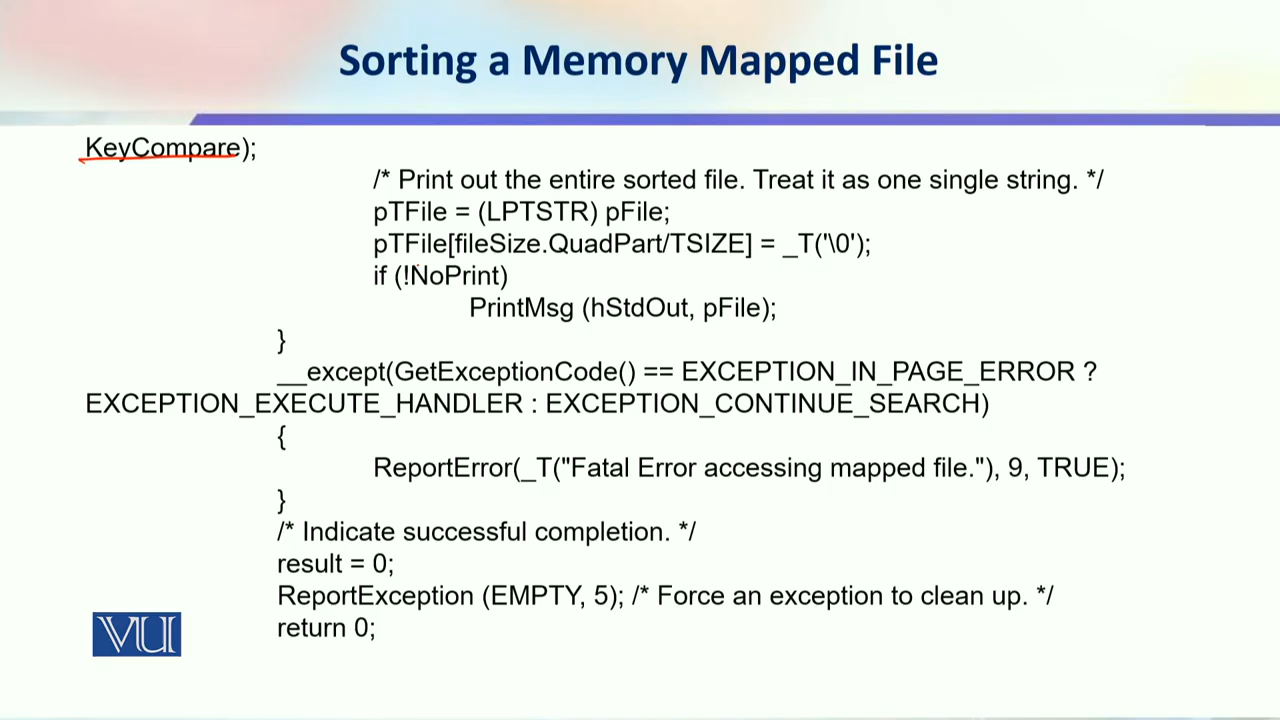 Sorting a Memory Mapped File
KeyCompare);
/* Print out the entire sorted file. Treat it as one single string. */
pTFile = (LPTSTR) pFile;
pTFile[fileSize.QuadPart/TSIZE] = _T('\0');
if (!NoPrint)
PrintMsg (hStdOut, pFile);
}
__except(GetExceptionCode() == EXCEPTION_IN_PAGE_ERROR ?
EXCEPTION_EXECUTE_HANDLER : EXCEPTION_CONTINUE_SEARCH)
{
ReportError(_T("Fatal Error accessing mapped file."), 9, TRUE);
}
/* Indicate successful completion. */
result = 0;
ReportException (EMPTY, 5); /* Force an exception to clean up. */
return 0;
VU